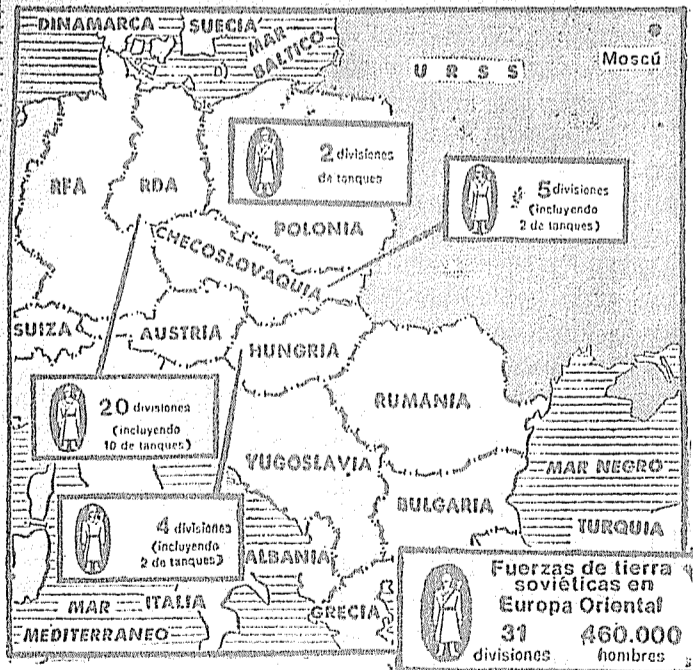 DINAMARCA
SUECIA
MAR
BALTICO
U R S S
Moscú
2 divisiones
de tanques
5 divisiones
(incluyendo
2 de tanques)
RFA
RDA
POLONIA
CHECOSLOVAQUIA
SUIZA
AUSTRIA
HUNGRIA
RUMANIA
20 divisiones
(incluyendo
10 de tanques)
YUGOSLAVIA
MAR NEGRO
BULGARIA
4 divisiones
(incluyendo
2 de tanques)
TURQUIA
ALBANIA
MAR
ITALIA
MEDITERRANEO
GRECIA
Fuerzas de tierra
soviéticas en
Europa Oriental
31 460.000
divisiones hombres